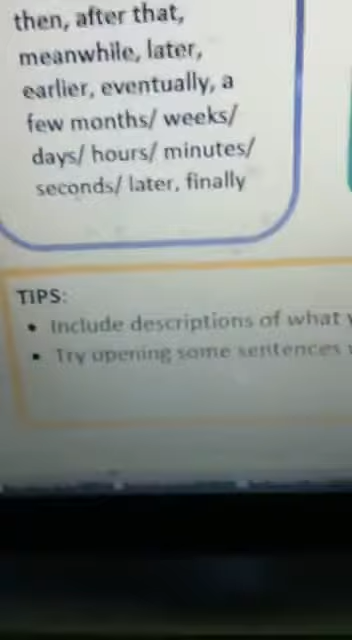 then, after that,
meanwhile, later,
earlier, eventually, a
few months/ weeks/
days/ hours/ minutes/
seconds/ later, finally
TIPS:
• Include descriptions of what
• Try opening some sentences